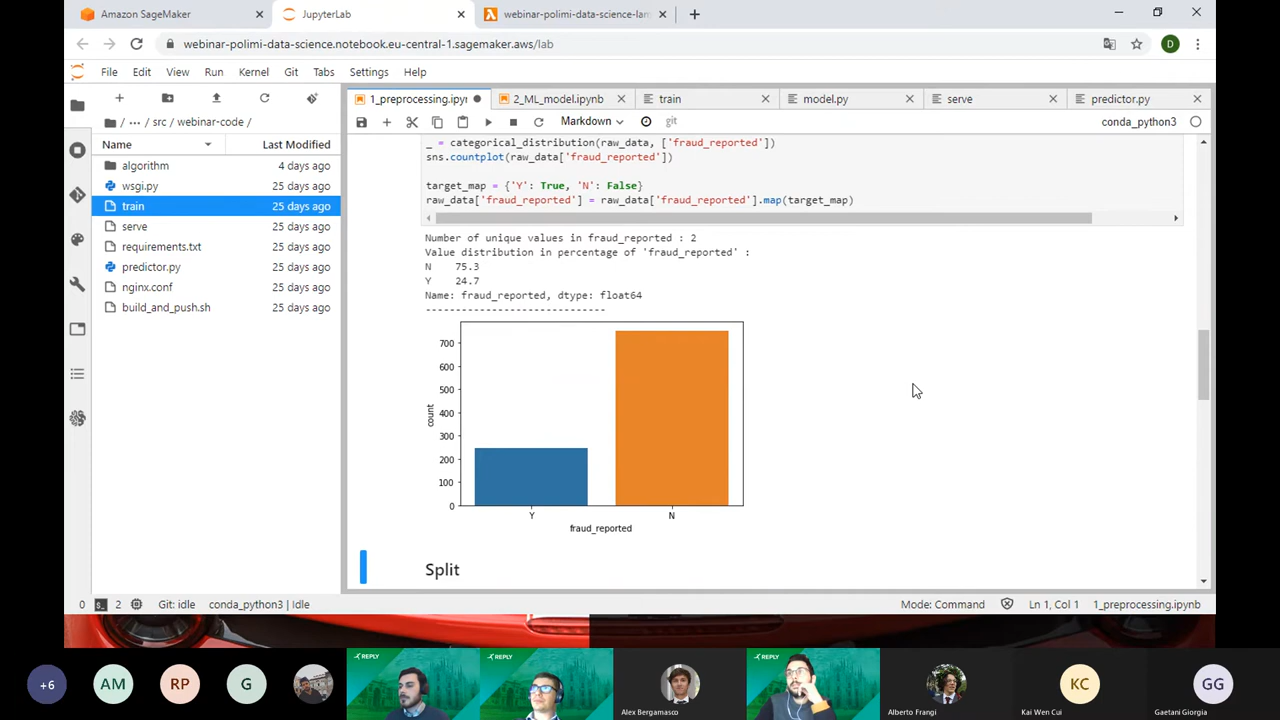 Amazon SageMaker
JupyterLab
webinar-polimi-data-science-lam
webinar-polimi-data-science.notebook.eu-central-1.sagemaker.aws/lab
D
File Edit View Run Kernel Git Tabs Settings Help
1_preprocessing.ipyn
2_ML_model.ipynb
train
model.py
serve
predictor.py
Markdown
git
conda_python3
/ ... / src / webinar-code /
Name Last Modified
algorithm 4 days ago
wsgi.py 25 days ago
train 25 days ago
serve 25 days ago
requirements.txt 25 days ago
predictor.py 25 days ago
nginx.conf 25 days ago
build_and_push.sh 25 days ago
_ = categorical_distribution(raw_data, ['fraud_reported'])
sns.countplot(raw_data['fraud_reported'])
target_map = {'Y': True, 'N': False}
raw_data['fraud_reported'] = raw_data['fraud_reported'].map(target_map)
Number of unique values in fraud_reported : 2
Value distribution in percentage of 'fraud_reported' :
N 75.3
Y 24.7
Name: fraud_reported, dtype: float64
----------------------------
700
600
500
400
300
200
100
0
count
Y N
fraud_reported
Split
0 2 Git: idle conda_python3 | Idle
Mode: Command Ln 1, Col 1 1_preprocessing.ipynb
+6
AM
RP
G
REPLY
REPLY
Alex Bergamasco
REPLY
Alberto Frangi
KC
Kai Wen Cui
GG
Gaetani Giorgia